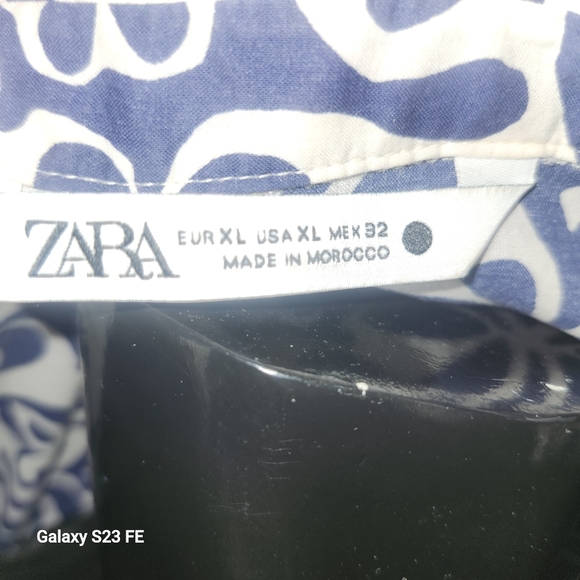 ZARA
EUR XL USA XL MEX 32
MADE IN MOROCCO
Galaxy S23 FE